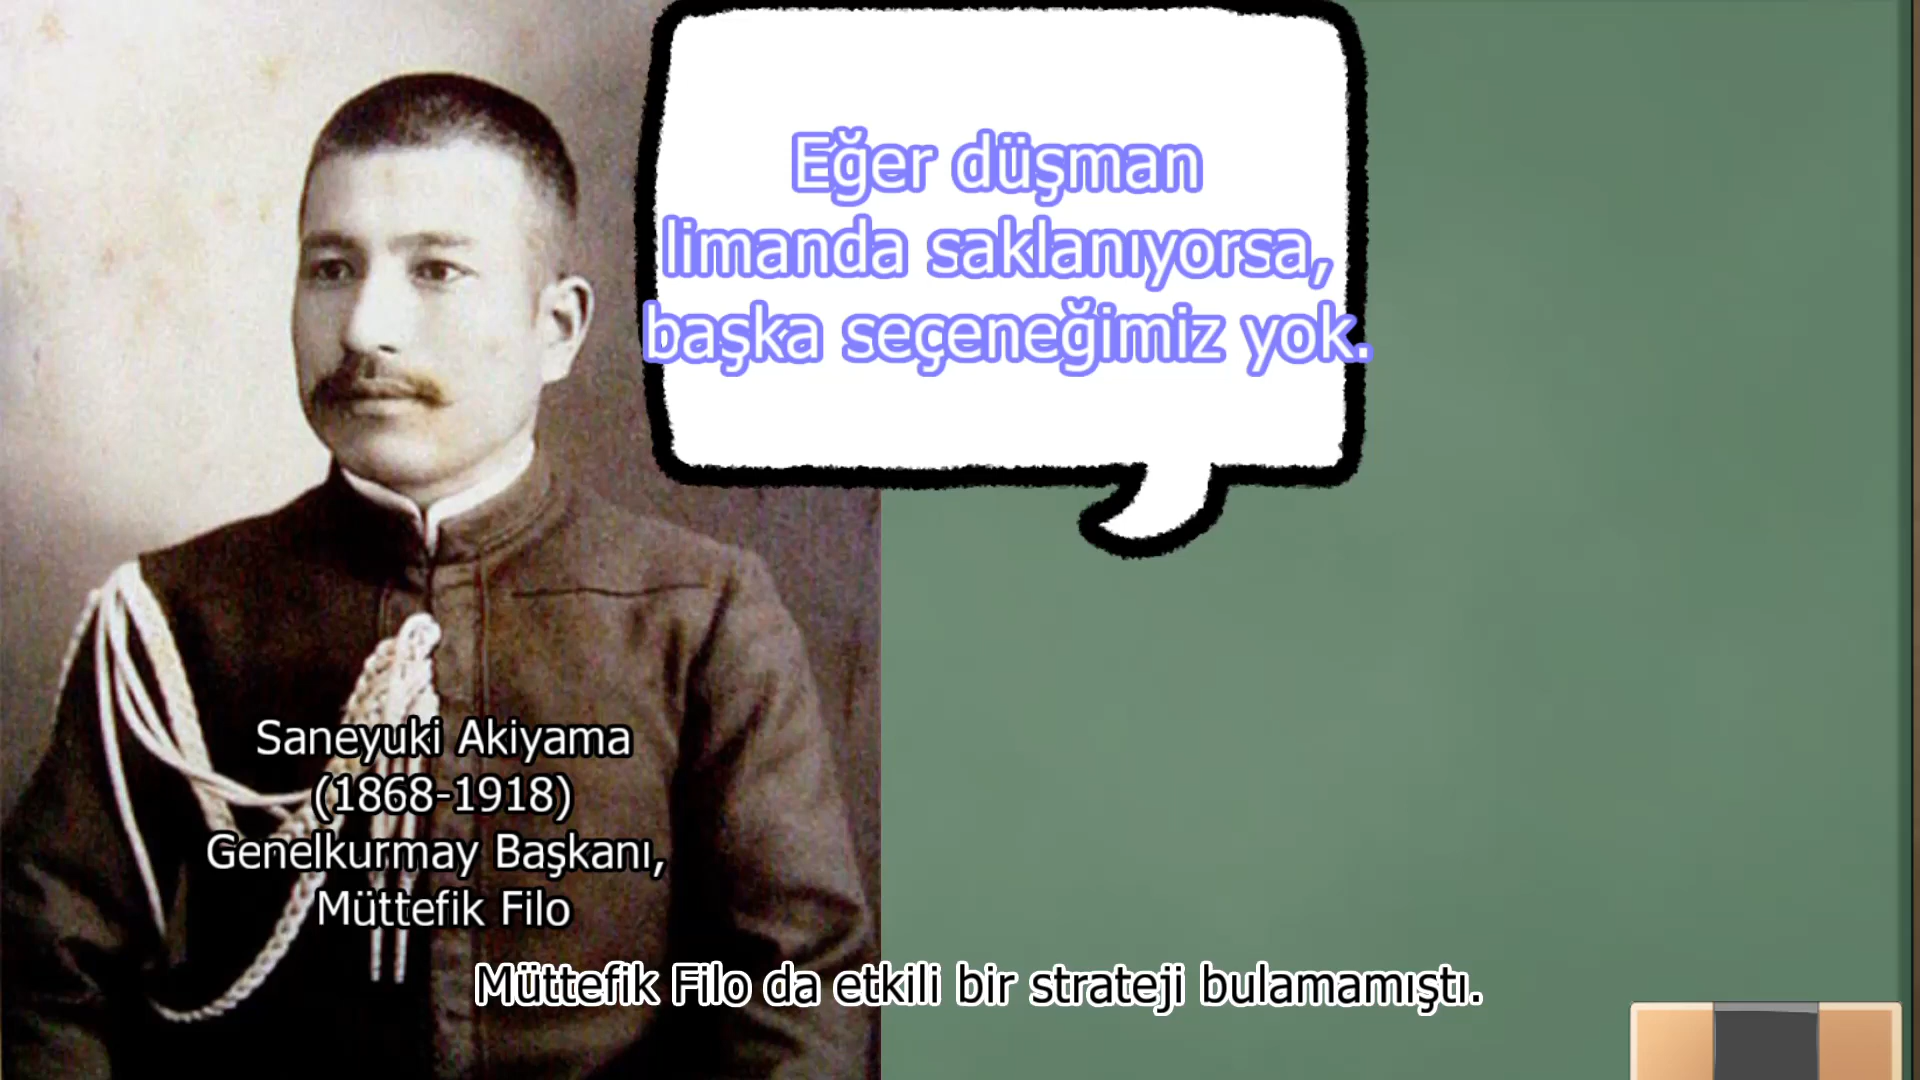 Eğer düşman
limanda saklanıyorsa,
başka seçeneğimiz yok.
Saneyuki Akiyama
(1868-1918)
Genelkurmay Başkanı,
Müttefik Filo
Müttefik Filo da etkili bir strateji bulamamıştı.